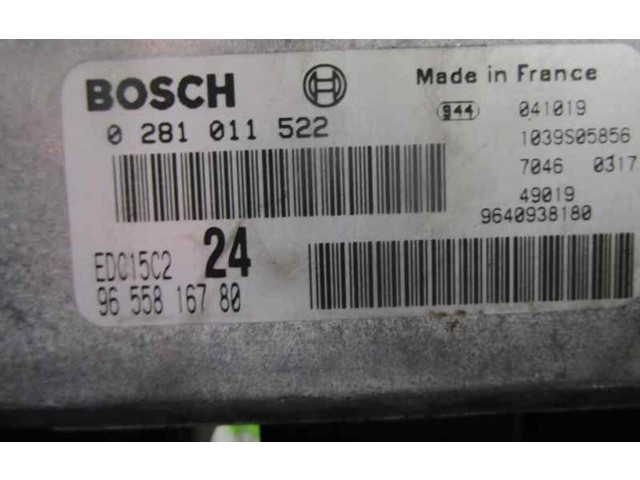 BOSCH
Made in France
0 281 011 522
944 041019
1039S05856
7046 0317
49019
9640938180
EDC15C2 24
96 558 167 80